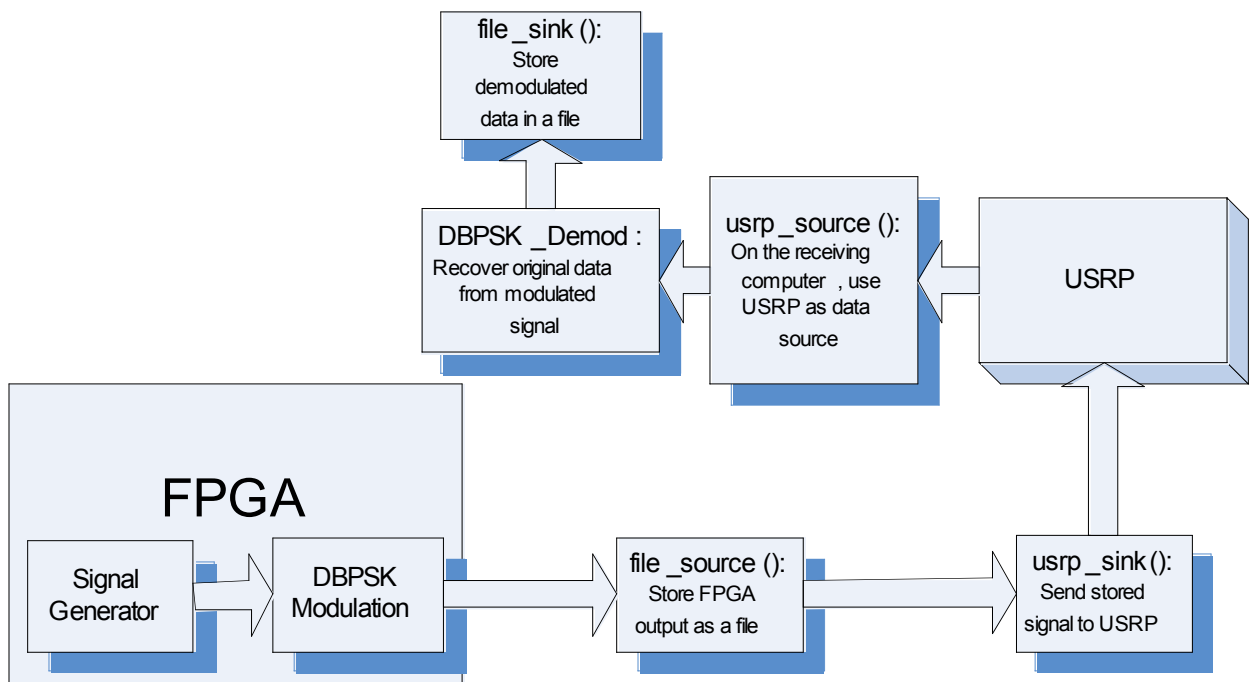 file _sink ():
Store
demodulated
data in a file
DBPSK _Demod :
Recover original data
from modulated
signal
usrp _source ():
On the receiving
computer , use
USRP as data
source
USRP
FPGA
Signal
Generator
DBPSK
Modulation
file _source ():
Store FPGA
output as a file
usrp _sink():
Send stored
signal to USRP